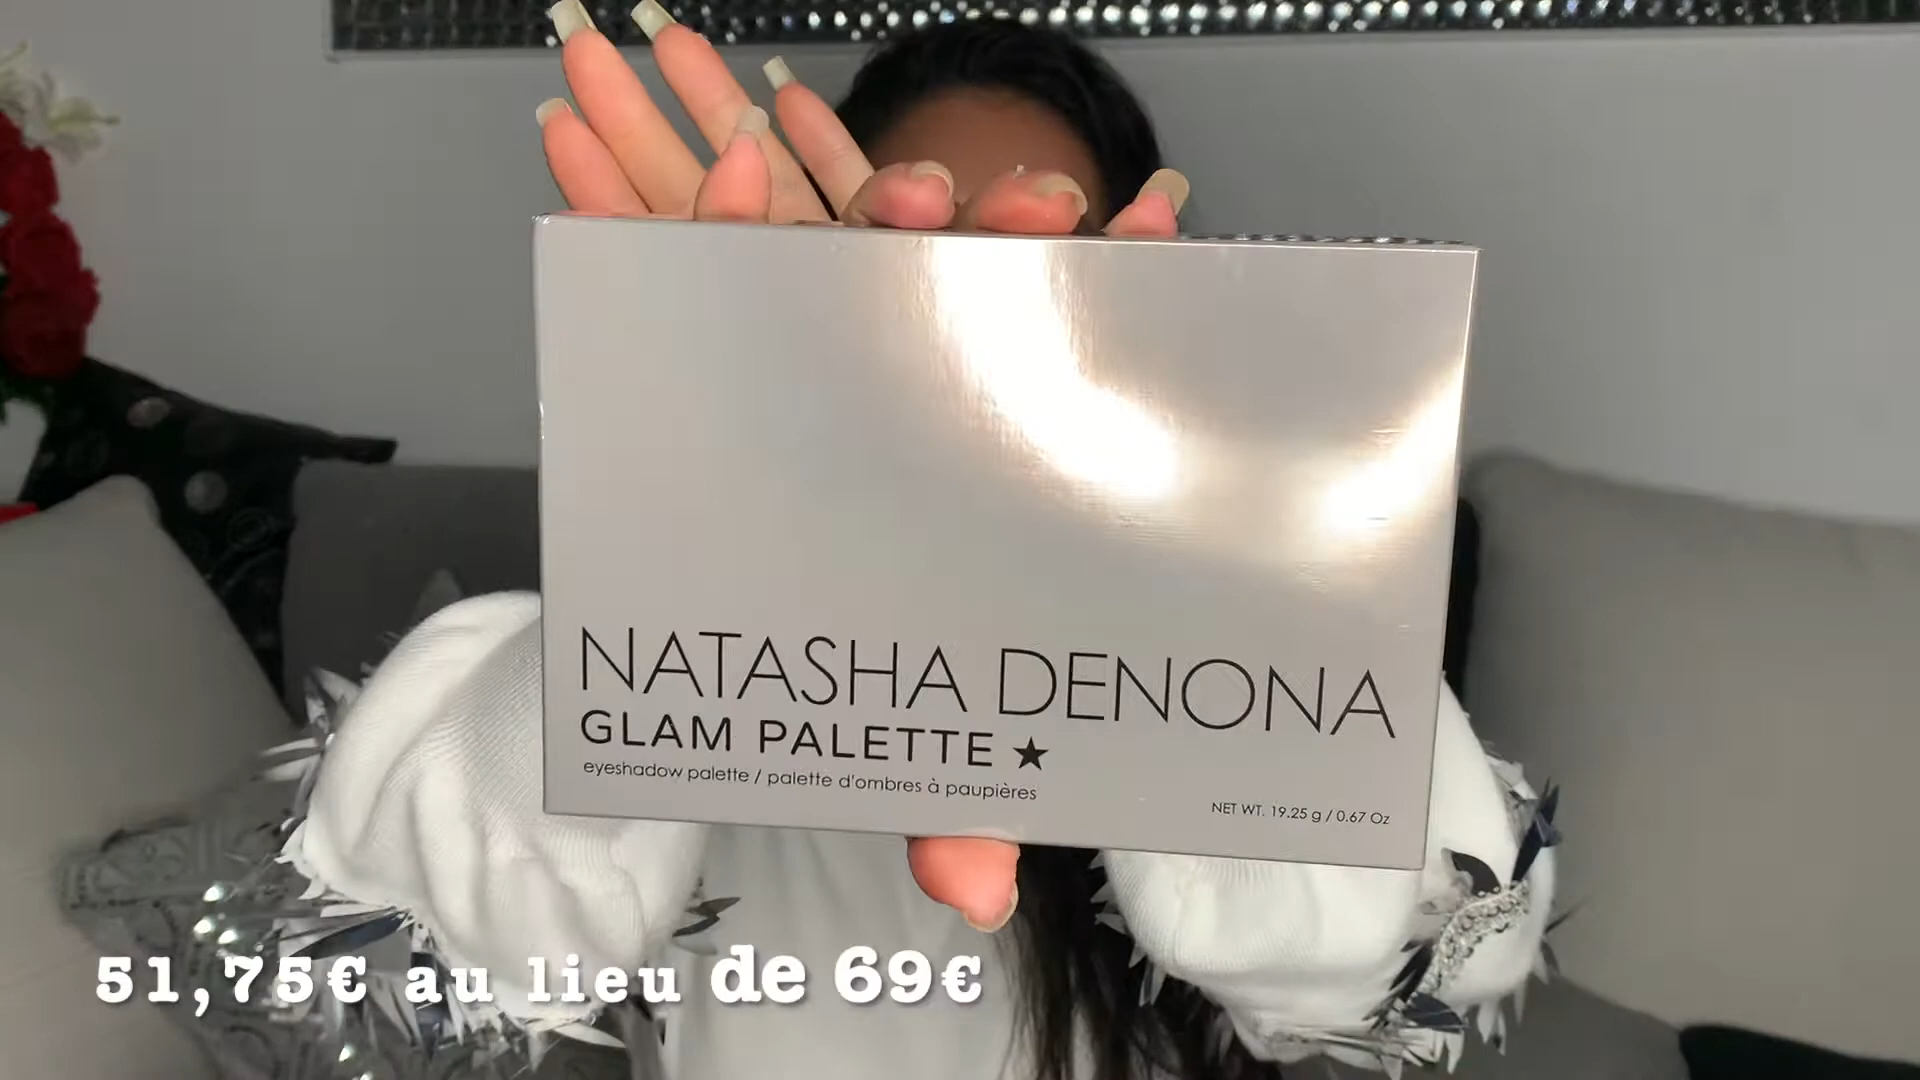 NATASHA DENONA
GLAM PALETTE ★
eyeshadow palette / palette d'ombres à paupières
NET WT. 19.25 g / 0.67 Oz
51,75€ au lieu de 69€